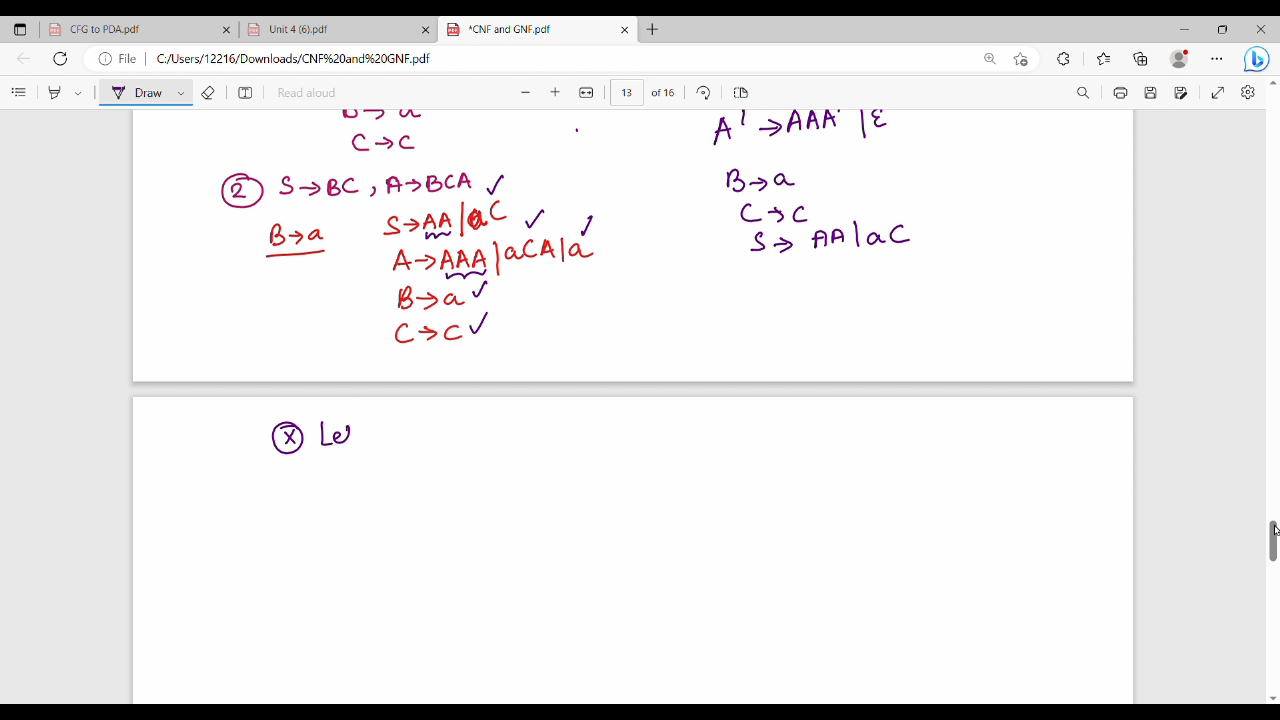 CFG to PDA.pdf
Unit 4 (6).pdf
*CNF and GNF.pdf
File
C:/Users/12216/Downloads/CNF%20and%20GNF.pdf
Draw
Read aloud
13 of 16
C → C
A' → AAA' | ε
② S → BC , A → BCA ✓
B → a
S → AA | aC ✓
A → AAA | aCA | a ✓
B → a ✓
C → C ✓
B → a
C → C
S → AA | aC
ⓧ Le